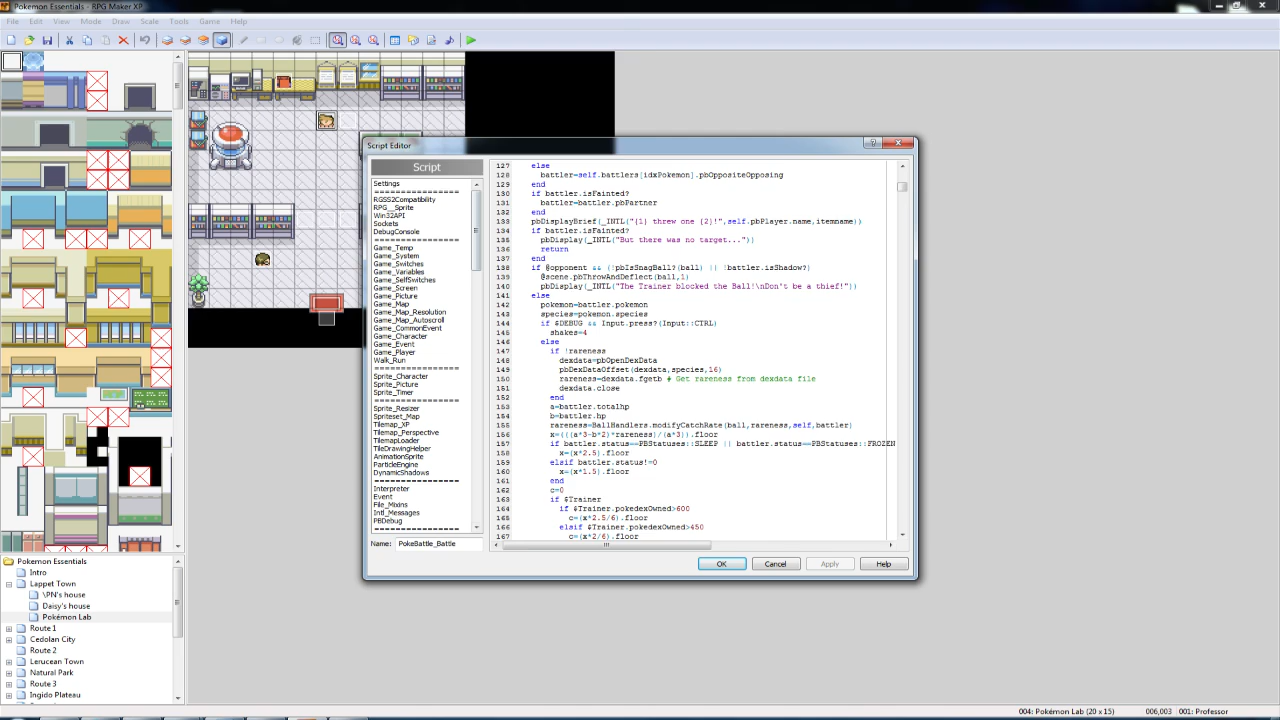 Pokemon Essentials - RPG Maker XP
File Edit View Mode Draw Scale Tools Game Help
Script Editor
Script
Settings
==================
RGSS2Compatibility
RPG__Sprite
Win32API
Sockets
DebugConsole
==================
Game_Temp
Game_System
Game_Switches
Game_Variables
Game_SelfSwitches
Game_Screen
Game_Picture
Game_Map
Game_Map_Resolution
Game_Map_Autoscroll
Game_CommonEvent
Game_Character
Game_Event
Game_Player
Walk_Run
==================
Sprite_Character
Sprite_Picture
Sprite_Timer
==================
Sprite_Resizer
Spriteset_Map
Tilemap_XP
Tilemap_Perspective
TilemapLoader
TileDrawingHelper
AnimationSprite
ParticleEngine
DynamicShadows
==================
Interpreter
Event
File_Mixins
Intl_Messages
PBDebug
==================
Name: PokeBattle_Battle
127 else
128 battler=self.battlers[idxPokemon].pbOppositeOpposing
129 end
130 if battler.isFainted?
131 battler=battler.pbPartner
132 end
133 pbDisplayBrief(_INTL("{1} threw one {2}!",self.pbPlayer.name,itemname))
134 if battler.isFainted?
135 pbDisplay(_INTL("But there was no target..."))
136 return
137 end
138 if @opponent && (!pbIsSnagBall?(ball) || !battler.isShadow?)
139 @scene.pbThrowAndDeflect(ball,1)
140 pbDisplay(_INTL("The Trainer blocked the Ball!\nDon't be a thief!"))
141 else
142 pokemon=battler.pokemon
143 species=pokemon.species
144 if $DEBUG && Input.press?(Input::CTRL)
145 shakes=4
146 else
147 if !rareness
148 dexdata=pbOpenDexData
149 pbDexDataOffset(dexdata,species,16)
150 rareness=dexdata.fgetb # Get rareness from dexdata file
151 dexdata.close
152 end
153 a=battler.totalhp
154 b=battler.hp
155 rareness=BallHandlers.modifyCatchRate(ball,rareness,self,battler)
156 x=(((a*3-b*2)*rareness)/(a*3)).floor
157 if battler.status==PBStatuses::SLEEP || battler.status==PBStatuses::FROZEN
158 x=(x*2.5).floor
159 elsif battler.status!=0
160 x=(x*1.5).floor
161 end
162 c=0
163 if $Trainer
164 if $Trainer.pokedexOwned>600
165 c=(x*2.5/6).floor
166 elsif $Trainer.pokedexOwned>450
167 c=(x*2/6).floor
OK Cancel Apply Help
Pokemon Essentials
Intro
Lappet Town
\PN's house
Daisy's house
Pokémon Lab
Route 1
Cedolan City
Route 2
Lerucean Town
Natural Park
Route 3
Ingido Plateau
004: Pokémon Lab (20 x 15) 006,003 001: Professor